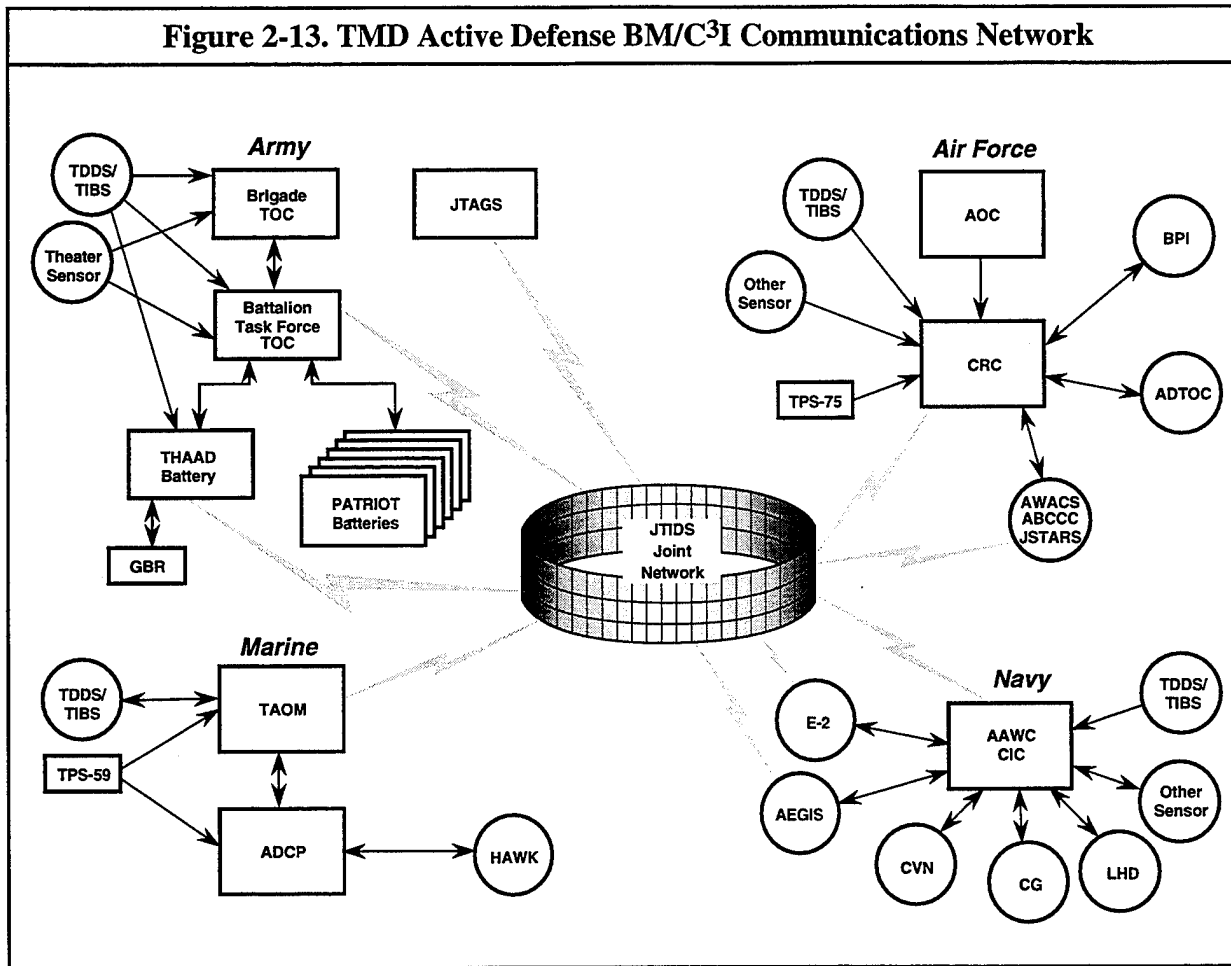 Figure 2-13. TMD Active Defense BM/C³I Communications Network
Army
TDDS/
TIBS
Brigade
TOC
Theater
Sensor
Battalion
Task Force
TOC
THAAD
Battery
PATRIOT
Batteries
GBR
JTAGS
Air Force
TDDS/
TIBS
AOC
BPI
Other
Sensor
CRC
TPS-75
ADTOC
AWACS
ABCCC
JSTARS
JTIDS
Joint
Network
Marine
TDDS/
TIBS
TAOM
TPS-59
ADCP
HAWK
Navy
E-2
AAWC
CIC
TDDS/
TIBS
AEGIS
Other
Sensor
CVN
CG
LHD